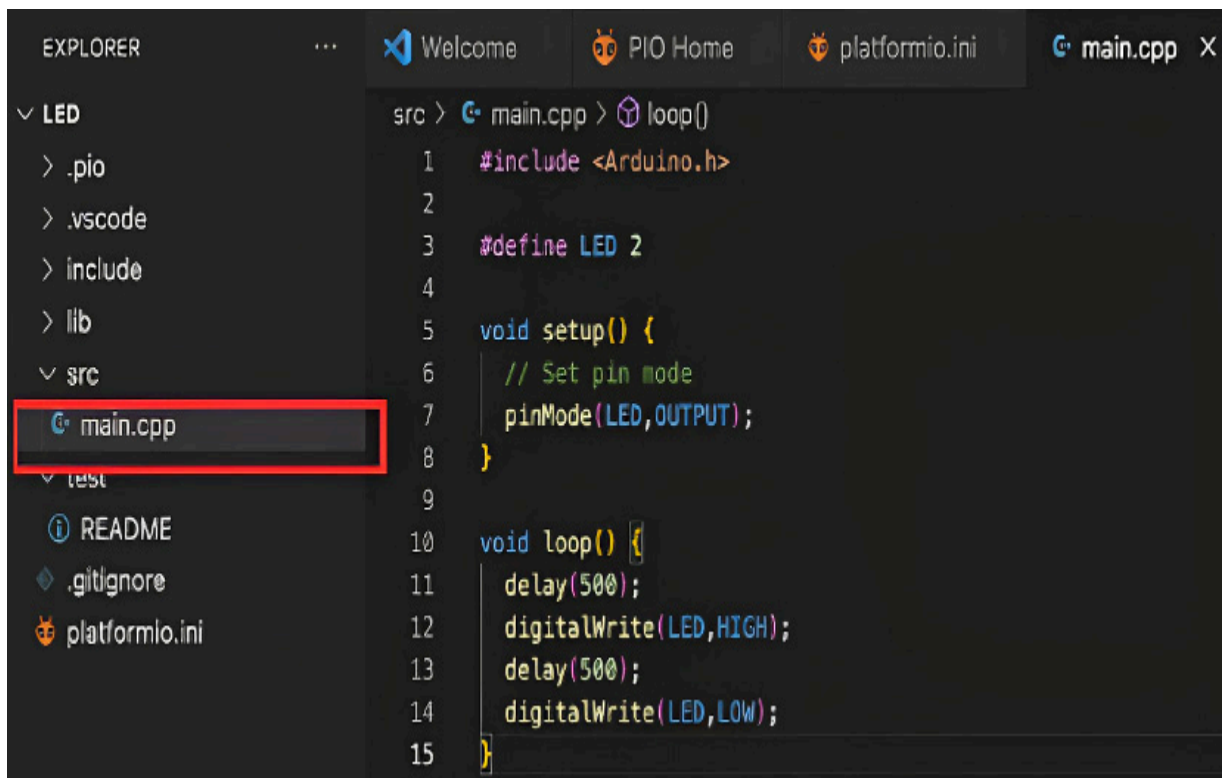 EXPLORER ...
LED
.pio
.vscode
include
lib
src
main.cpp
test
README
.gitignore
platformio.ini
Welcome PIO Home platformio.ini main.cpp X
src > main.cpp > loop()
1 #include <Arduino.h>
2
3 #define LED 2
4
5 void setup() {
6 // Set pin mode
7 pinMode(LED,OUTPUT);
8 }
9
10 void loop() {
11 delay(500);
12 digitalWrite(LED,HIGH);
13 delay(500);
14 digitalWrite(LED,LOW);
15 }